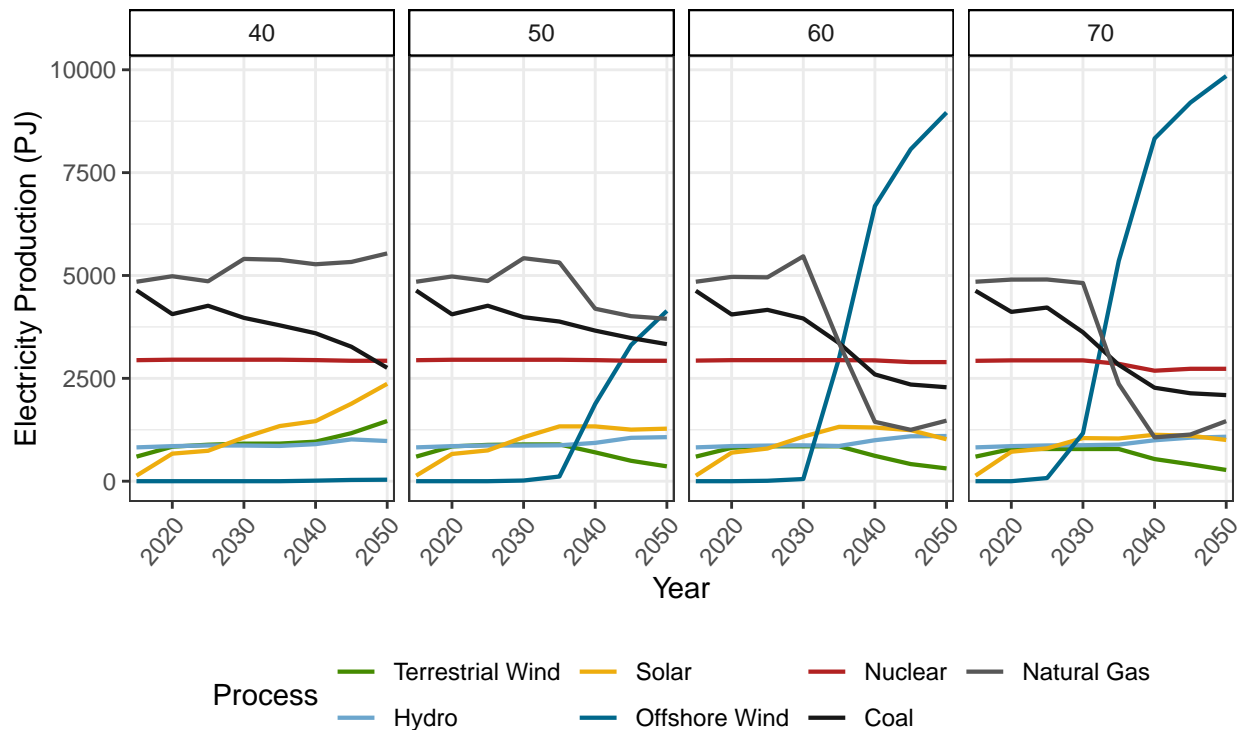 40 50 60 70
10000
7500
5000
2500
0
Electricity Production (PJ)
2020 2030 2040 2050 2020 2030 2040 2050 2020 2030 2040 2050 2020 2030 2040 2050
Year
Process
Terrestrial Wind Solar Nuclear Natural Gas
Hydro Offshore Wind Coal